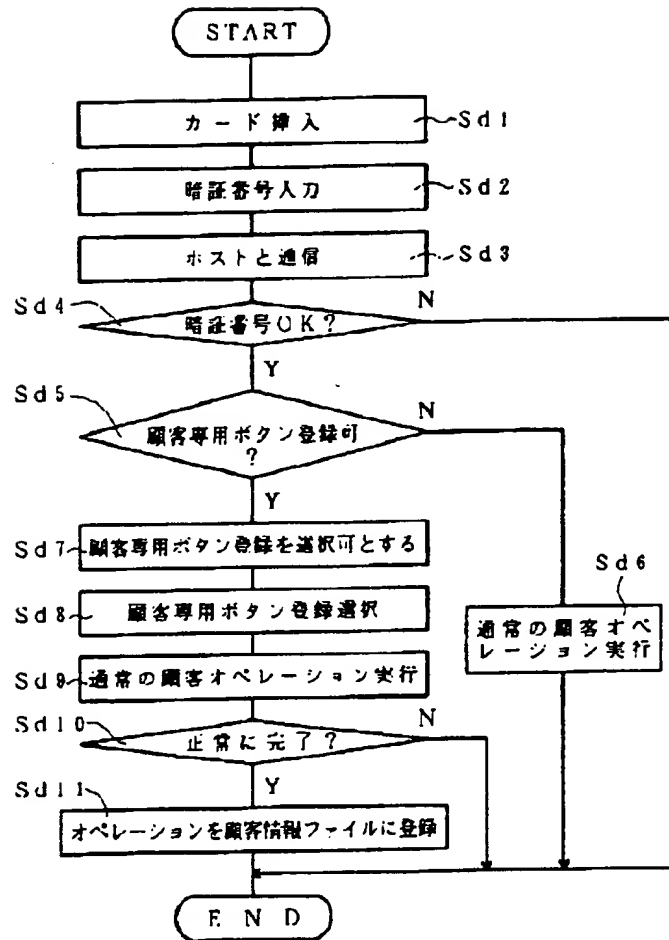 START
カード挿入
Sd1
暗証番号入力
Sd2
ホストと通信
Sd3
Sd4
暗証番号OK?
N
Y
Sd5
顧客専用ボタン登録可
?
N
Y
Sd7
顧客専用ボタン登録を選択可とする
Sd6
Sd8
顧客専用ボタン登録選択
通常の顧客オペ
レーション実行
Sd9
通常の顧客オペレーション実行
Sd10
正常に完了?
N
Y
Sd11
オペレーションを顧客情報ファイルに登録
END